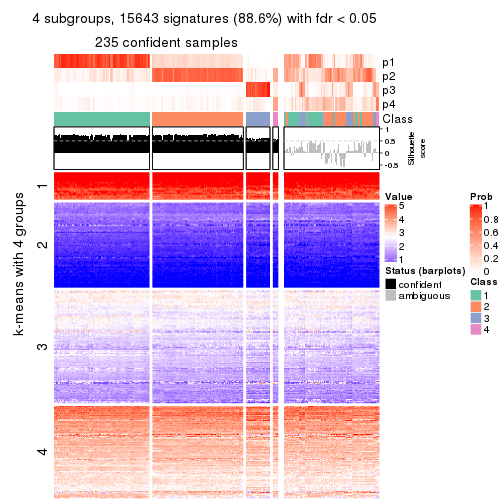 4 subgroups, 15643 signatures (88.6%) with fdr < 0.05
235 confident samples
p1
p2
p3
p4
Class
1
0.5
0
-0.5
Silhouette
score
k-means with 4 groups
1
2
3
4
Value
5
4
3
2
1
Status (barplots)
confident
ambiguous
Prob
1
0.8
0.6
0.4
0.2
0
Class
1
2
3
4